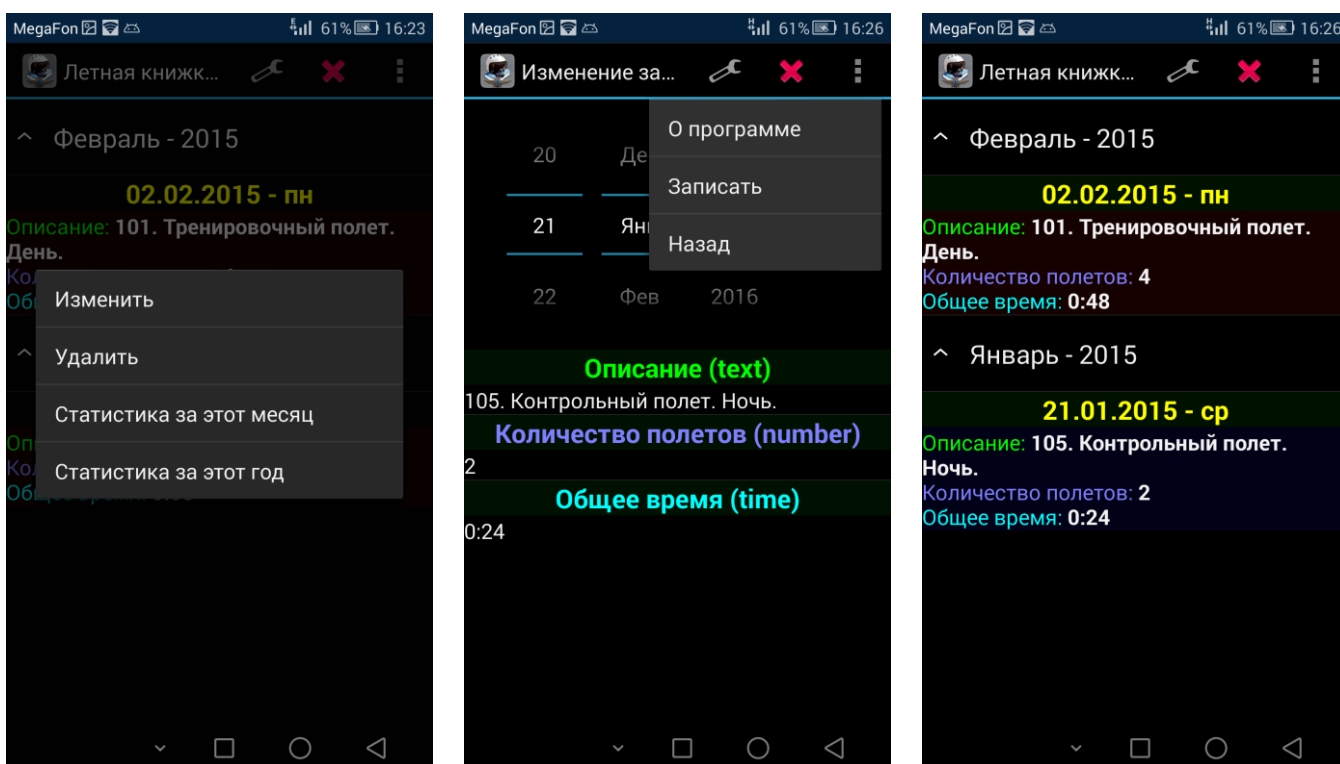 MegaFon 61% 16:23
Летная книжк...
Февраль - 2015
02.02.2015 - пн
Описание: 101. Тренировочный полет.
День.
Изменить
Удалить
Статистика за этот месяц
Статистика за этот год
MegaFon 61% 16:26
Изменение за...
О программе
Записать
Назад
20 Де
21 Ян
22 Фев 2016
Описание (text)
105. Контрольный полет. Ночь.
Количество полетов (number)
2
Общее время (time)
0:24
MegaFon 61% 16:26
Летная книжк...
Февраль - 2015
02.02.2015 - пн
Описание: 101. Тренировочный полет.
День.
Количество полетов: 4
Общее время: 0:48
Январь - 2015
21.01.2015 - ср
Описание: 105. Контрольный полет.
Ночь.
Количество полетов: 2
Общее время: 0:24